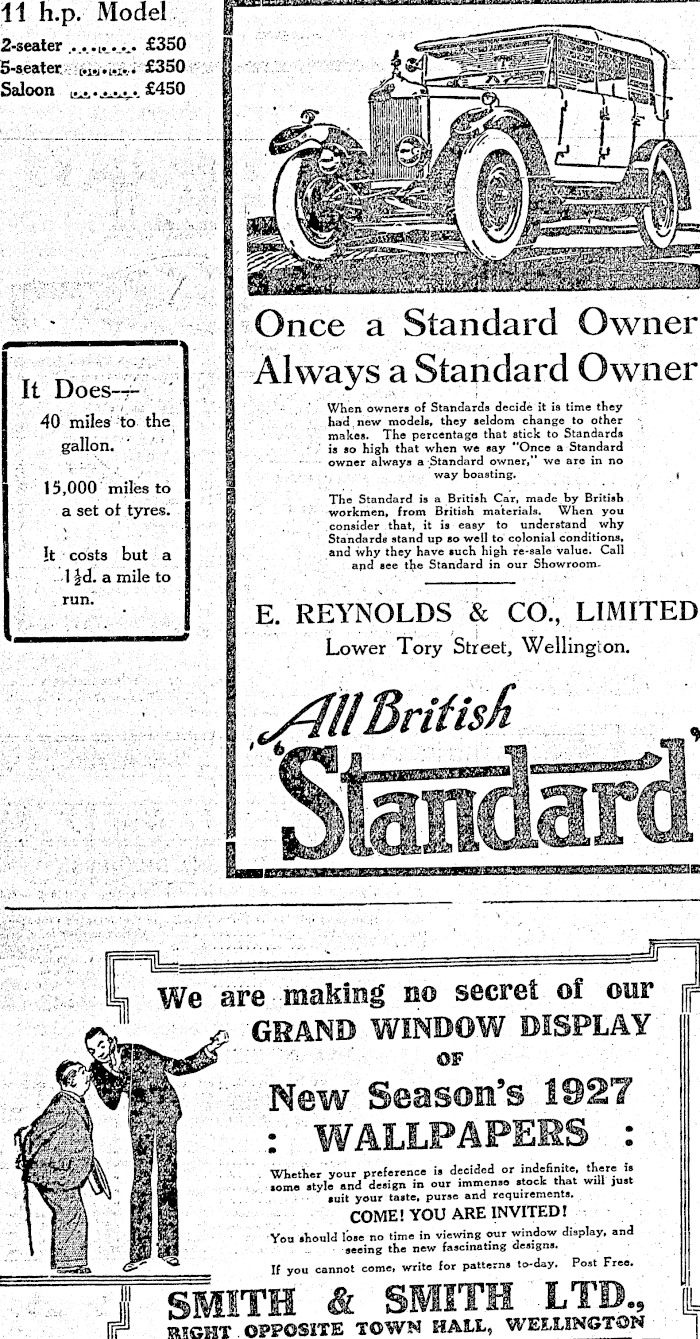 11 h.p. Model
2-seater ........ £350
5-seater ........ £350
Saloon ........ £450
It Does—
40 miles to the
gallon.
15,000 miles to
a set of tyres.
It costs but a
1½d. a mile to
run.
Once a Standard Owner
Always a Standard Owner
When owners of Standards decide it is time they
had new models, they seldom change to other
makes. The percentage that stick to Standards
is so high that when we say "Once a Standard
owner always a Standard owner," we are in no
way boasting.
The Standard is a British Car, made by British
workmen, from British materials. When you
consider that, it is easy to understand why
Standards stand up so well to colonial conditions,
and why they have such high re-sale value. Call
and see the Standard in our Showroom.
E. REYNOLDS & CO., LIMITED
Lower Tory Street, Wellington.
All British
"Standard"
We are making no secret of our
GRAND WINDOW DISPLAY
OF
New Season's 1927
: WALLPAPERS :
Whether your preference is decided or indefinite, there is
some style and design in our immense stock that will just
suit your taste, purse and requirements.
COME! YOU ARE INVITED!
You should lose no time in viewing our window display, and
seeing the new fascinating designs.
If you cannot come, write for patterns to-day. Post Free.
SMITH & SMITH LTD.,
RIGHT OPPOSITE TOWN HALL, WELLINGTON